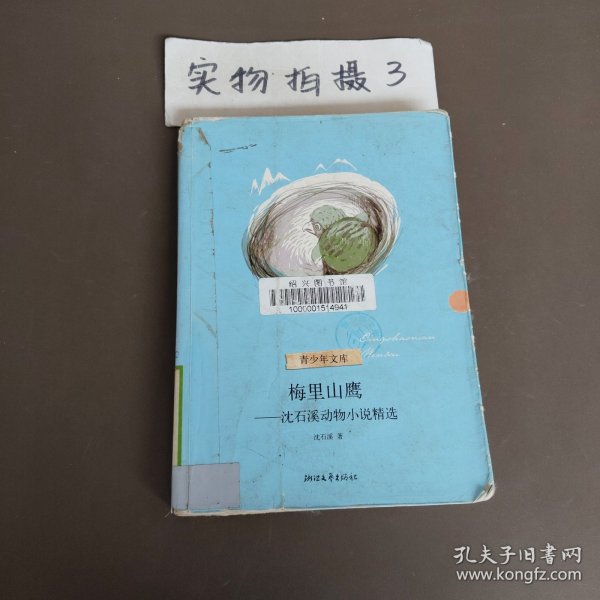 实物拍摄3
绍兴图书馆
1000001514941
Qingshaonian
Wenku
青少年文库
梅里山鹰
——沈石溪动物小说精选
沈石溪 著
浙江文艺出版社
孔夫子旧书网
www.kongfz.com